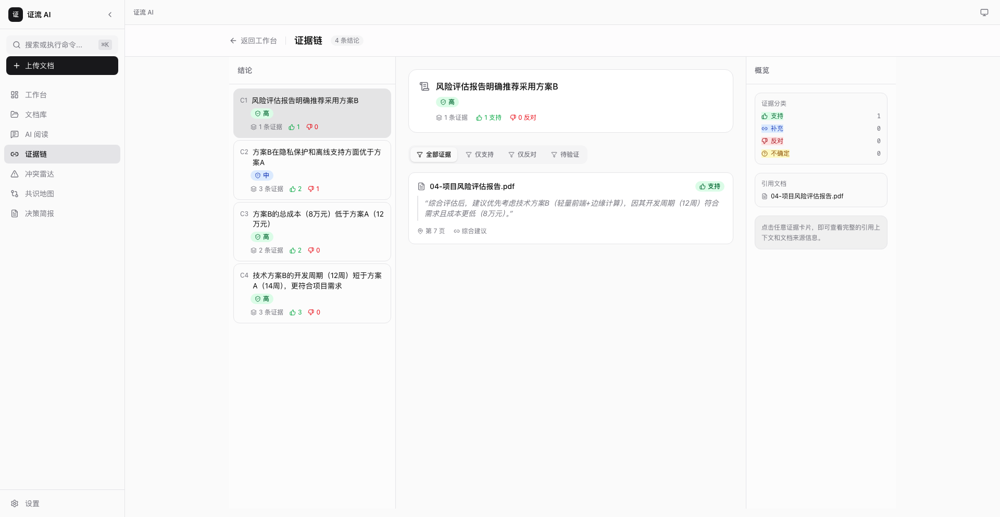 证 证流 AI
搜索或执行命令... ⌘K
上传文档
工作台
文档库
AI 阅读
证据链
冲突雷达
共识地图
决策简报
设置
证流 AI
返回工作台 证据链 4 条结论
结论
C1 风险评估报告明确推荐采用方案B
高
1 条证据 1 0
C2 方案B在隐私保护和离线支持方面优于方
案A
中
3 条证据 2 1
C3 方案B的总成本（8万元）低于方案A（12
万元）
高
2 条证据 2 0
C4 技术方案B的开发周期（12周）短于方案
A（14周），更符合项目需求
高
3 条证据 3 0
风险评估报告明确推荐采用方案B
高
1 条证据 1 支持 0 反对
全部证据 仅支持 仅反对 待验证
04-项目风险评估报告.pdf 支持
“综合评估后，建议优先考虑技术方案B（轻量前端+边缘计算），因其开发周期（12周）符合
需求且成本更低（8万元）。”
第 7 页 综合建议
概览
证据分类
支持 1
补充 0
反对 0
不确定 0
引用文档
04-项目风险评估报告.pdf
点击任意证据卡片，即可查看完整的引用上
下文和文档来源信息。